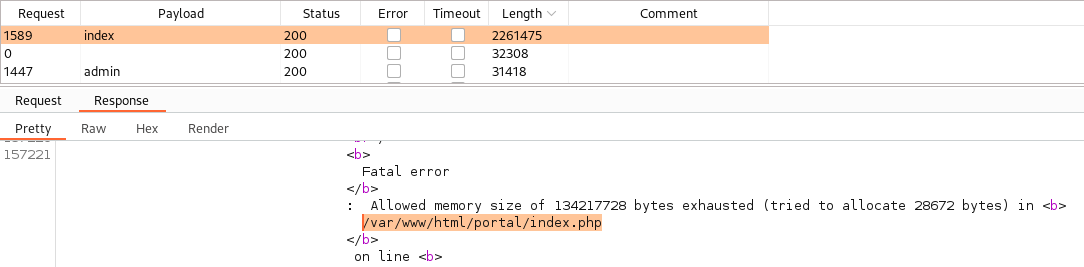 Request Payload Status Error Timeout Length Comment
1589 index 200 2261475
0 200 32308
1447 admin 200 31418
Request Response
Pretty Raw Hex Render
157221 <b>
Fatal error
</b>
:  Allowed memory size of 134217728 bytes exhausted (tried to allocate 28672 bytes) in <b>
/var/www/html/portal/index.php
</b>
on line <b>